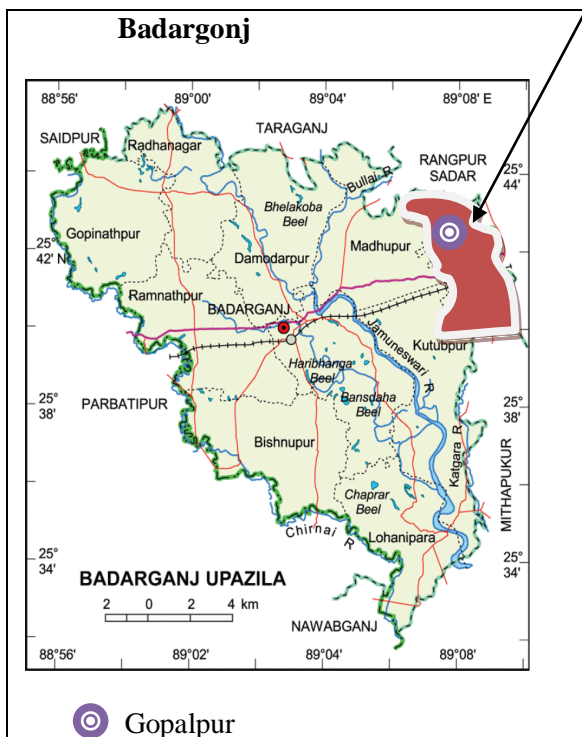 Badargonj
88°56' 89°00' 89°04' 89°08' E
SAIDPUR
TARAGANJ
Radhanagar
RANGPUR
SADAR
25°
44'
Bullai R
Bhelakoba
Beel
Gopinathpur
25°
42' N
Madhupur
Damodarpur
Ramnathpur
BADARGANJ
Jamuneswari R
Kutubpur
Haribhanga
Beel
Bansdaha
Beel
25°
38'
PARBATIPUR
25°
38'
Katgara R
MITHAPUKUR
Bishnupur
Chaprar
Beel
Chirnai R
Lohanipara
25°
34'
25°
34'
BADARGANJ UPAZILA
2 0 2 4 km
NAWABGANJ
88°56' 89°02' 89°04' 89°08'
Gopalpur